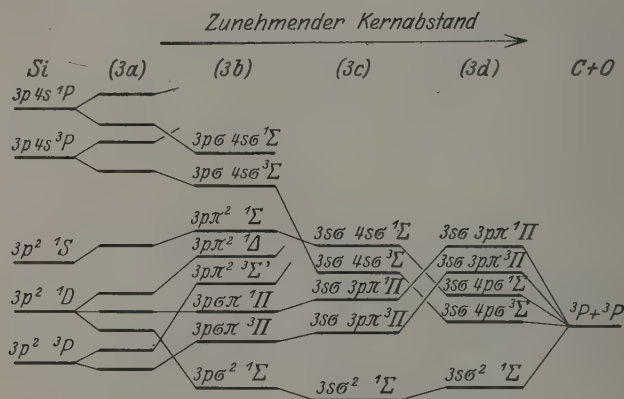 Zunehmender Kernabstand
Si (3a) (3b) (3c) (3d) C+O
3p 4s ¹P
3p 4s ³P
3p² ¹S
3p² ¹D
3p² ³P
3pσ 4sσ ¹Σ
3pσ 4sσ ³Σ
3pπ² ¹Σ
3pπ² ¹Δ
3pπ² ³Σ'
3pσπ ¹Π
3pσπ ³Π
3pσ² ¹Σ
3sσ 4sσ ¹Σ
3sσ 4sσ ³Σ
3sσ 3pπ ¹Π
3sσ 3pπ ³Π
3sσ² ¹Σ
3sσ 3pπ ¹Π
3sσ 3pπ ³Π
3sσ 4pσ ¹Σ
3sσ 4pσ ³Σ
3sσ² ¹Σ
³P+³P